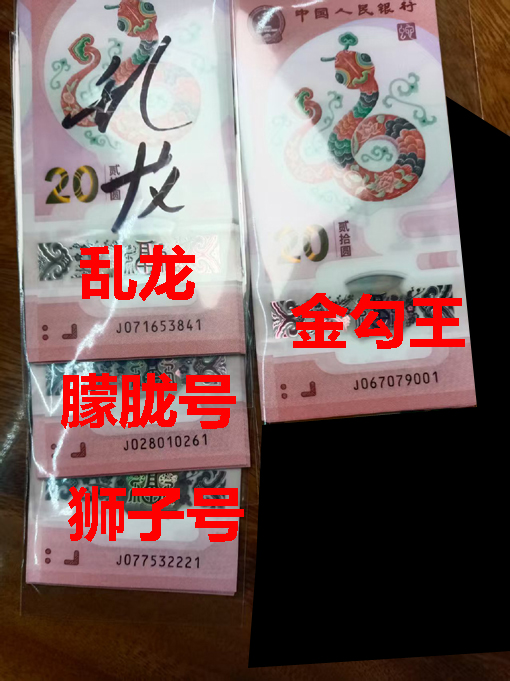 中国人民银行
乱
龙
20
贰拾圆
20
贰拾圆
乱龙
金勾王
J071653841
J067079001
朦胧号
J028010261
狮子号
J077532221